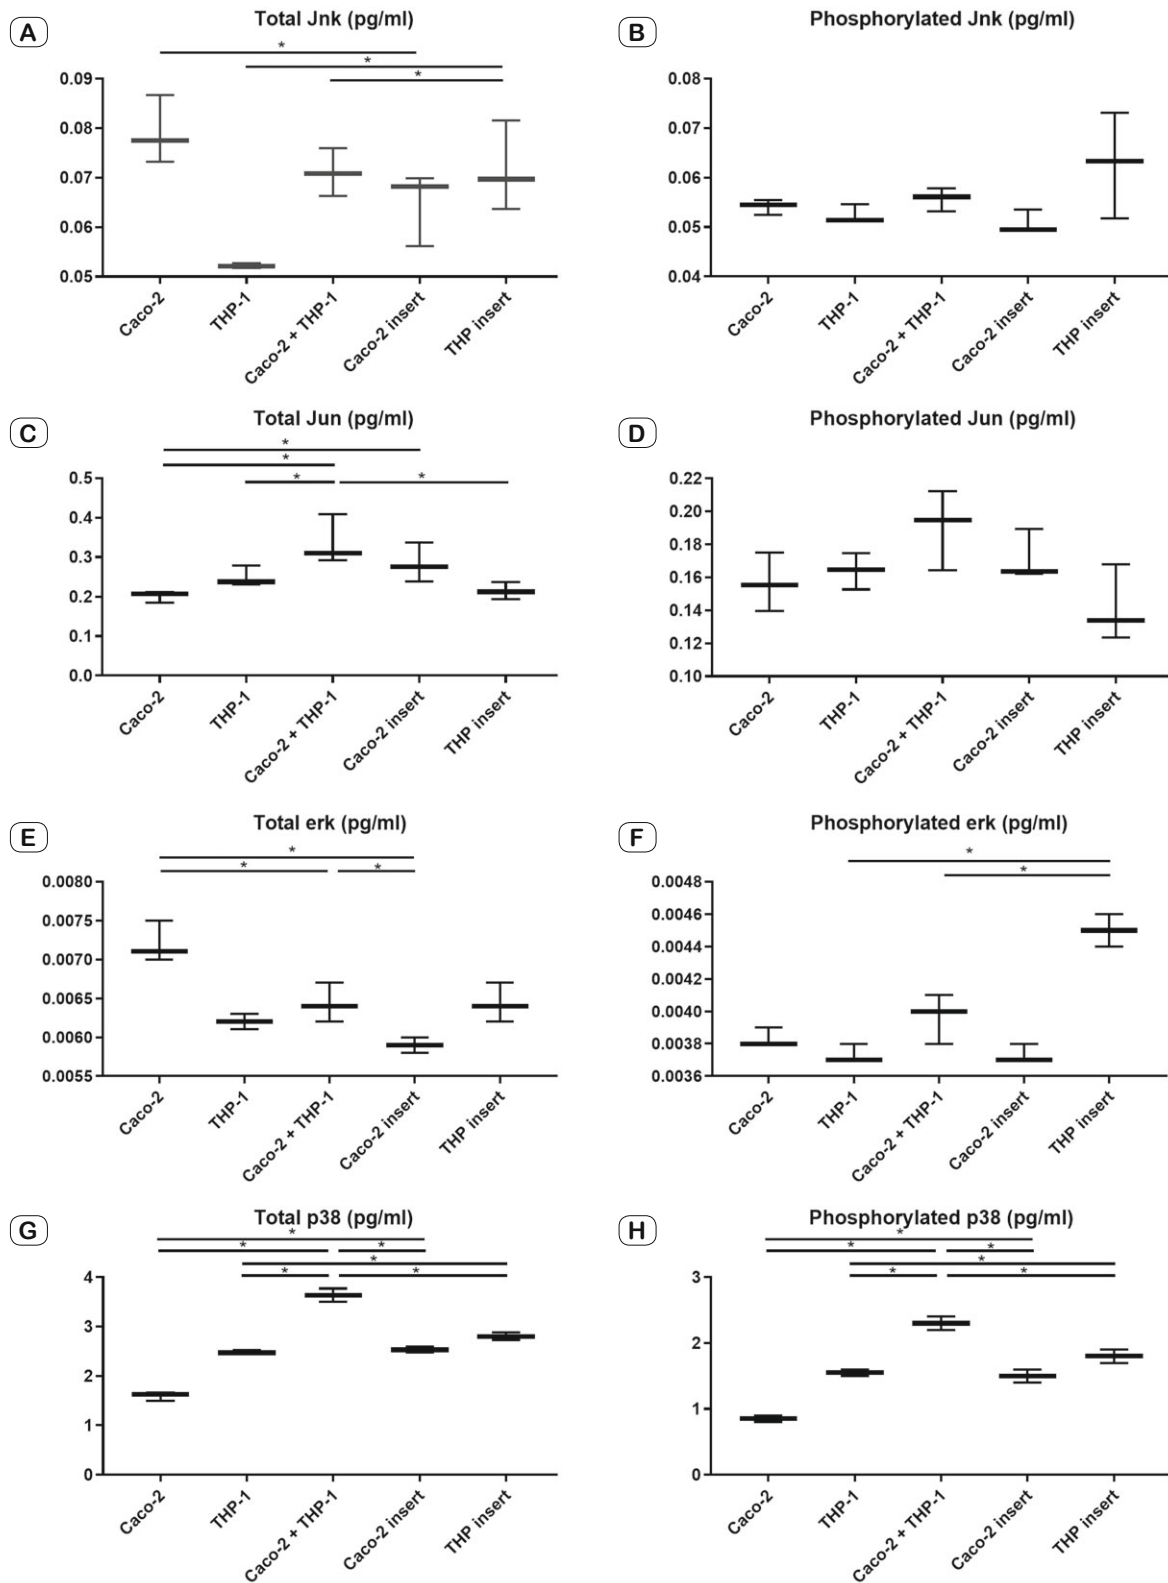 A
Total Jnk (pg/ml)
*
*
*
0.09
0.08
0.07
0.06
0.05
Caco-2
THP-1
Caco-2 + THP-1
Caco-2 insert
THP insert
B
Phosphorylated Jnk (pg/ml)
0.08
0.07
0.06
0.05
0.04
Caco-2
THP-1
Caco-2 + THP-1
Caco-2 insert
THP insert
C
Total Jun (pg/ml)
*
*
*
*
0.5
0.4
0.3
0.2
0.1
0.0
Caco-2
THP-1
Caco-2 + THP-1
Caco-2 insert
THP insert
D
Phosphorylated Jun (pg/ml)
0.22
0.20
0.18
0.16
0.14
0.12
0.10
Caco-2
THP-1
Caco-2 + THP-1
Caco-2 insert
THP insert
E
Total erk (pg/ml)
*
*
*
0.0080
0.0075
0.0070
0.0065
0.0060
0.0055
Caco-2
THP-1
Caco-2 + THP-1
Caco-2 insert
THP insert
F
Phosphorylated erk (pg/ml)
*
*
0.0048
0.0046
0.0044
0.0042
0.0040
0.0038
0.0036
Caco-2
THP-1
Caco-2 + THP-1
Caco-2 insert
THP insert
G
Total p38 (pg/ml)
*
*
*
*
*
*
4
3
2
1
0
Caco-2
THP-1
Caco-2 + THP-1
Caco-2 insert
THP insert
H
Phosphorylated p38 (pg/ml)
*
*
*
*
*
*
3
2
1
0
Caco-2
THP-1
Caco-2 + THP-1
Caco-2 insert
THP insert